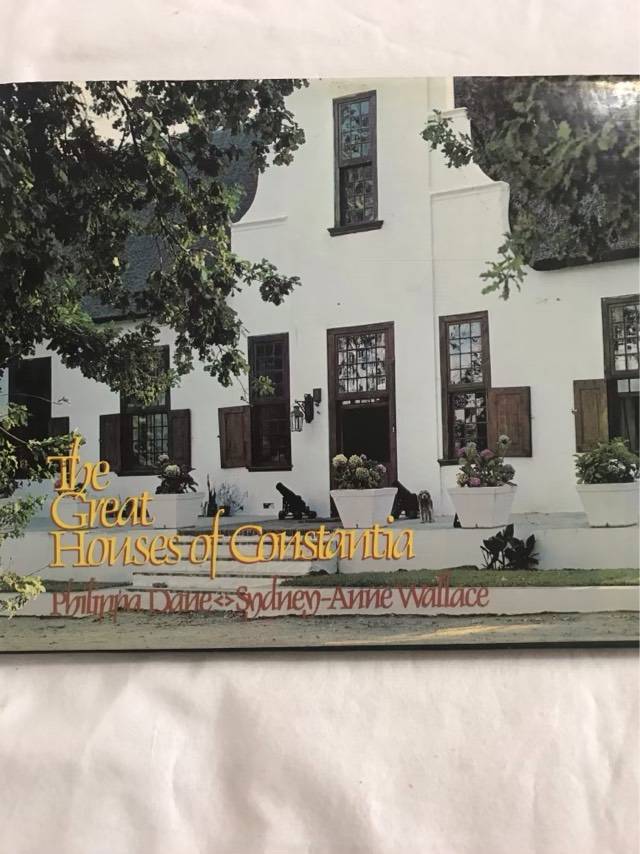 The
Great
Houses of Constantia
Philippa Dane <> Sydney-Anne Wallace